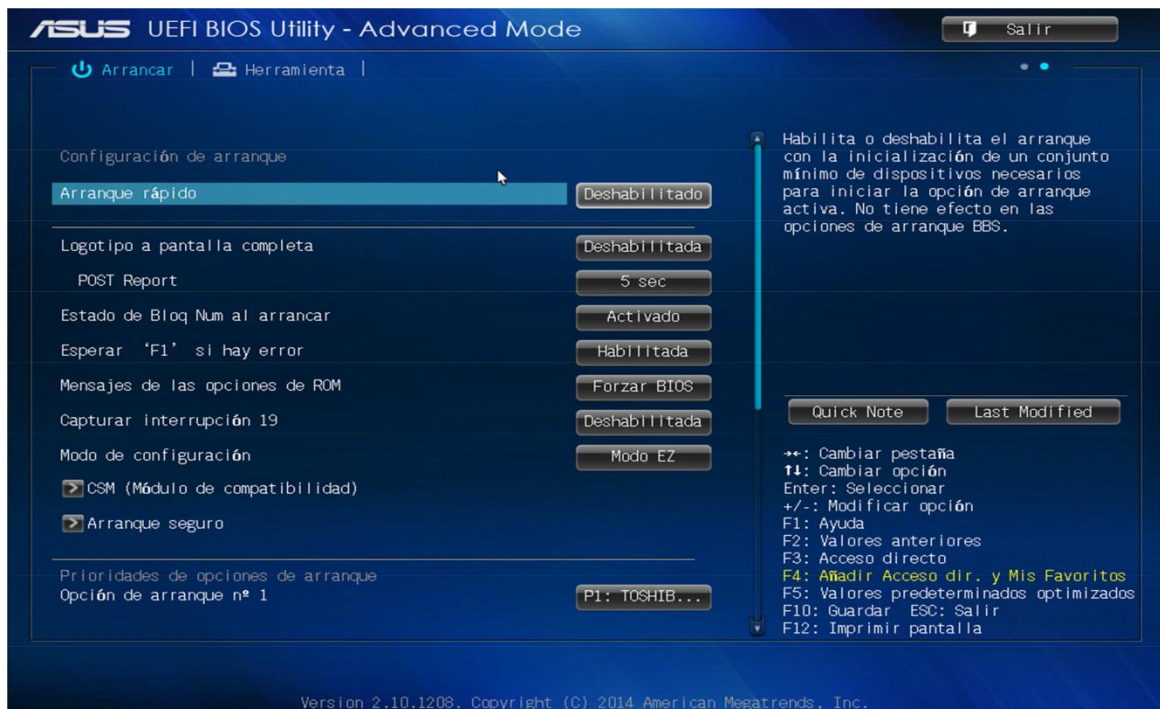 ASUS UEFI BIOS Utility - Advanced Mode
Salir
Arrancar | Herramienta |
Configuración de arranque
Arranque rápido Deshabilitado
Logotipo a pantalla completa Deshabilitada
POST Report 5 sec
Estado de Bloq Num al arrancar Activado
Esperar ‘F1’ si hay error Habilitada
Mensajes de las opciones de ROM Forzar BIOS
Capturar interrupción 19 Deshabilitada
Modo de configuración Modo EZ
CSM (Módulo de compatibilidad)
Arranque seguro
Prioridades de opciones de arranque
Opción de arranque nº 1 P1: TOSHIB...
Habilita o deshabilita el arranque
con la inicialización de un conjunto
mínimo de dispositivos necesarios
para iniciar la opción de arranque
activa. No tiene efecto en las
opciones de arranque BBS.
Quick Note Last Modified
→←: Cambiar pestaña
↑↓: Cambiar opción
Enter: Seleccionar
+/-: Modificar opción
F1: Ayuda
F2: Valores anteriores
F3: Acceso directo
F4: Añadir Acceso dir. y Mis Favoritos
F5: Valores predeterminados optimizados
F10: Guardar ESC: Salir
F12: Imprimir pantalla
Version 2.10.1208. Copyright (C) 2014 American Megatrends, Inc.